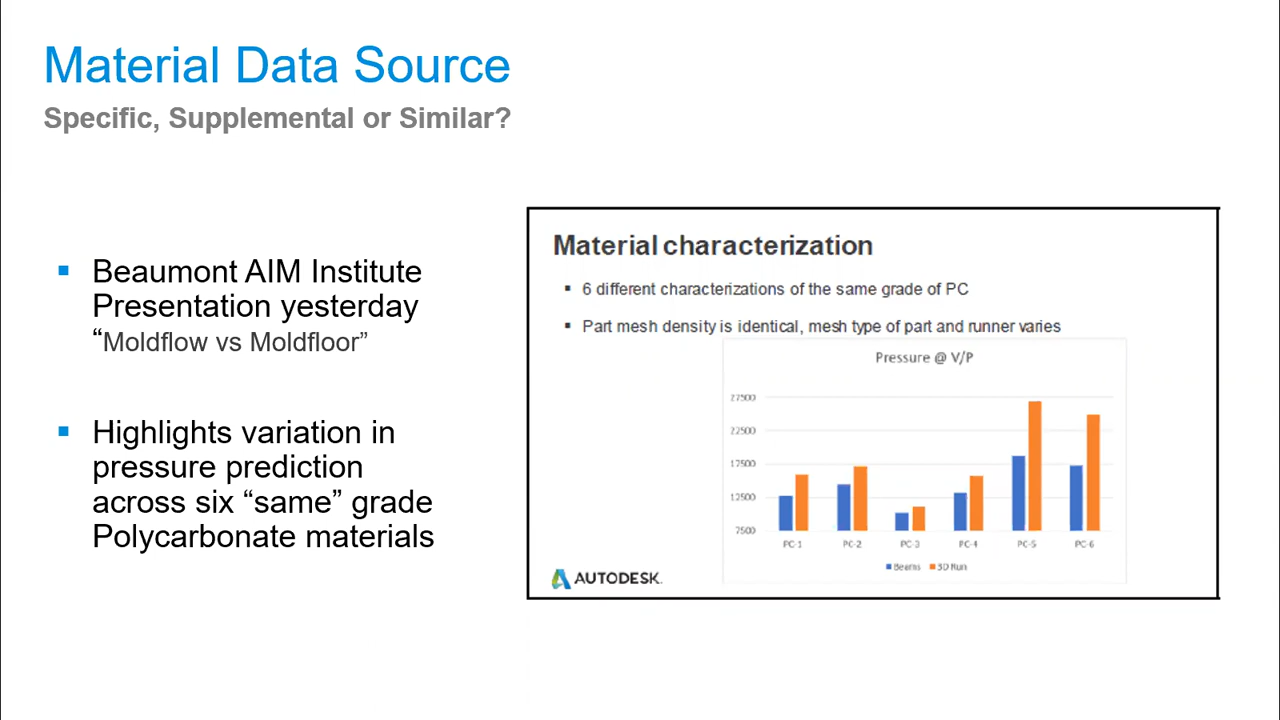 Material Data Source
Specific, Supplemental or Similar?
▪ Beaumont AIM Institute
Presentation yesterday
“Moldflow vs Moldfloor”
▪ Highlights variation in
pressure prediction
across six “same” grade
Polycarbonate materials
Material characterization
▪ 6 different characterizations of the same grade of PC
▪ Part mesh density is identical, mesh type of part and runner varies
Pressure @ V/P
27500
22500
17500
12500
7500
PC-1 PC-2 PC-3 PC-4 PC-5 PC-6
Beams 3D Run
AUTODESK.